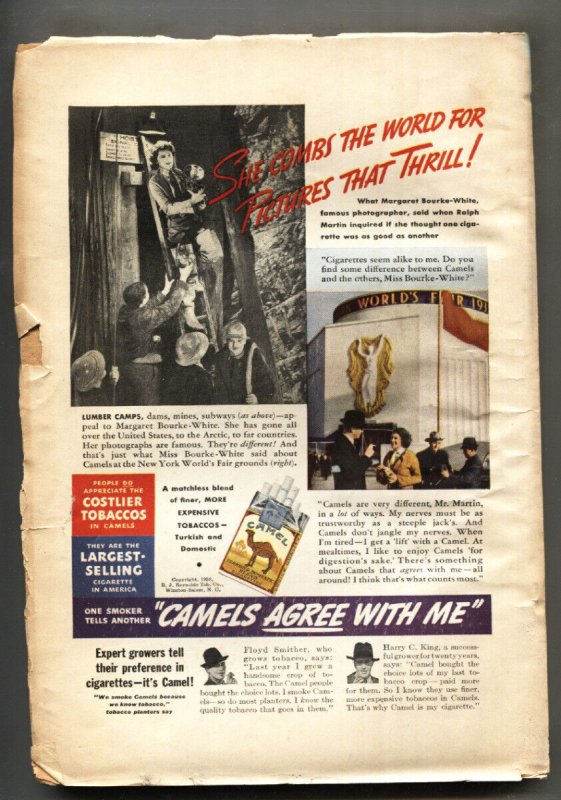 SHE COMBS THE WORLD FOR
PICTURES THAT THRILL!
What Margaret Bourke-White,
famous photographer, said when Ralph
Martin inquired if she thought one ciga-
rette was as good as another
"Cigarettes seem alike to me. Do you
find some difference between Camels
and the others, Miss Bourke-White?"
WORLD'S FAIR 193
LUMBER CAMPS, dams, mines, subways (as above)—ap-
peal to Margaret Bourke-White. She has gone all
over the United States, to the Arctic, to far countries.
Her photographs are famous. They're different! And
that's just what Miss Bourke-White said about
Camels at the New York World's Fair grounds (right).
PEOPLE DO
APPRECIATE THE
COSTLIER
TOBACCOS
IN CAMELS
THEY ARE THE
LARGEST-
SELLING
CIGARETTE
IN AMERICA
A matchless blend
of finer, MORE
EXPENSIVE
TOBACCOS—
Turkish and
Domestic
CAMEL
Copyright, 1938,
R. J. Reynolds Tob. Co.,
Winston-Salem, N. C.
"Camels are very different, Mr. Martin,
in a lot of ways. My nerves must be as
trustworthy as a steeple jack's. And
Camels don't jangle my nerves. When
I'm tired—I get a 'lift' with a Camel. At
mealtimes, I like to enjoy Camels 'for
digestion's sake.' There's something
about Camels that agrees with me—all
around! I think that's what counts most."
ONE SMOKER
TELLS ANOTHER
"CAMELS AGREE WITH ME"
Expert growers tell
their preference in
cigarettes—it's Camel!
"We smoke Camels because
we know tobacco,"
tobacco planters say
Floyd Smither, who
grows tobacco, says:
"Last year I grew a
handsome crop of to-
bacco. The Camel people
bought the choice lots. I smoke Cam-
els—so do most planters. I know the
quality tobacco that goes in them."
Harry C. King, a success-
ful grower for twenty years,
says: "Camel bought the
choice lots of my last to-
bacco crop—paid more
for them. So I know they use finer,
more expensive tobaccos in Camels.
That's why Camel is my cigarette."